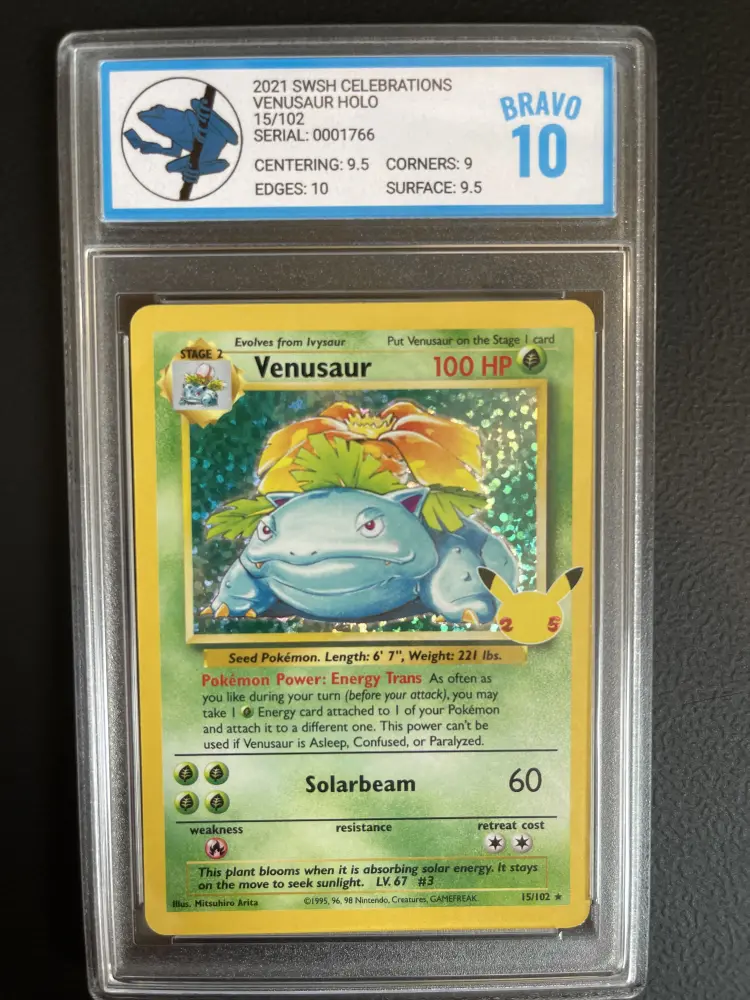 2021 SWSH CELEBRATIONS
VENUSAUR HOLO
15/102
SERIAL: 0001766
CENTERING: 9.5 CORNERS: 9
EDGES: 10 SURFACE: 9.5
BRAVO
10
Evolves from Ivysaur Put Venusaur on the Stage 1 card
STAGE 2
Venusaur 100 HP
2 5
Seed Pokémon. Length: 6' 7", Weight: 221 lbs.
Pokémon Power: Energy Trans As often as
you like during your turn (before your attack), you may
take 1 Energy card attached to 1 of your Pokémon
and attach it to a different one. This power can't be
used if Venusaur is Asleep, Confused, or Paralyzed.
Solarbeam 60
weakness resistance retreat cost
This plant blooms when it is absorbing solar energy. It stays
on the move to seek sunlight. LV. 67 #3
Illus. Mitsuhiro Arita ©1995, 96, 98 Nintendo, Creatures, GAMEFREAK. 15/102 ★